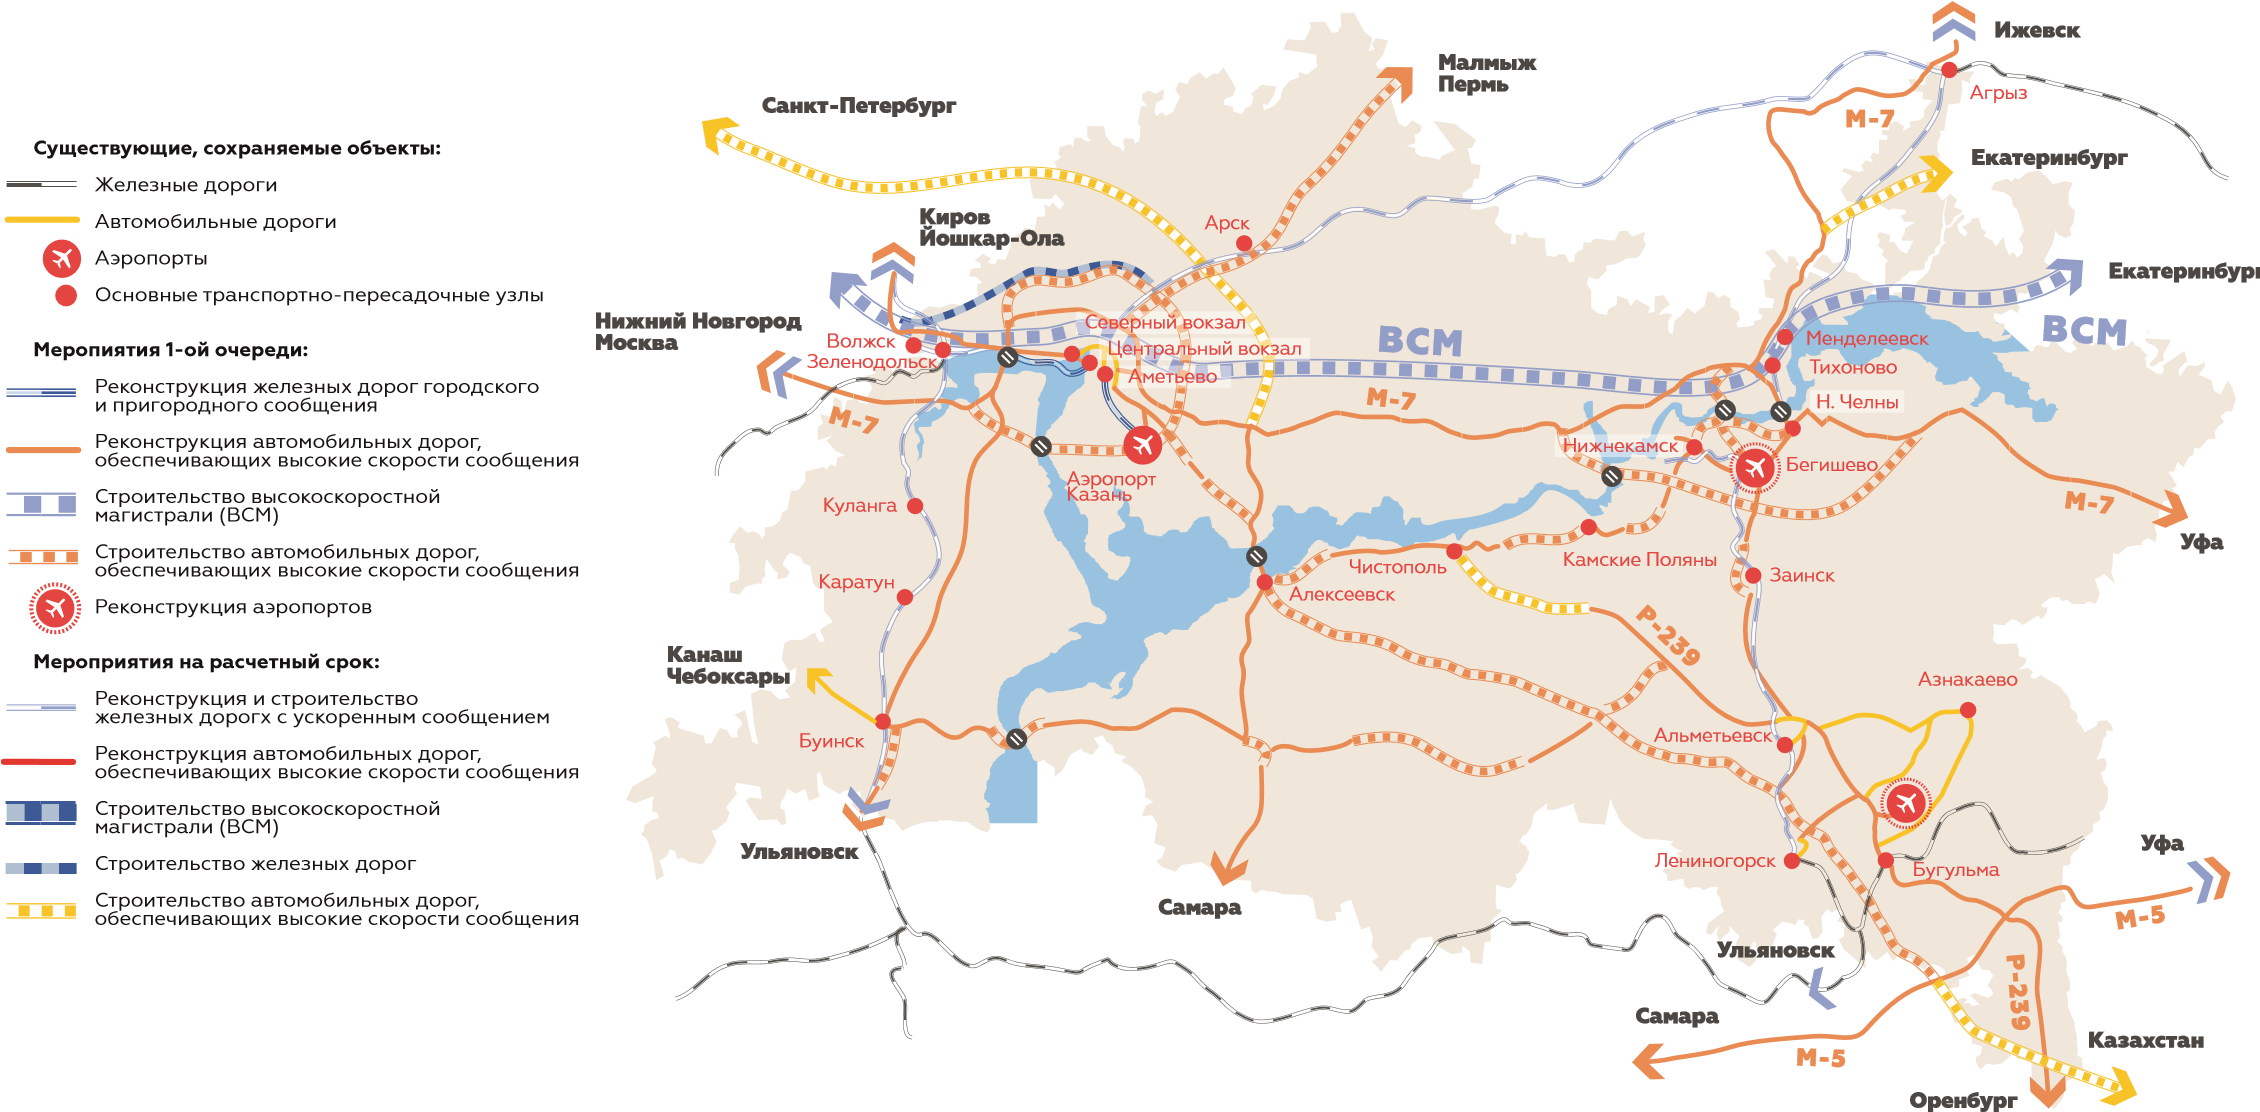 Существующие, сохраняемые объекты:
Железные дороги
Автомобильные дороги
Аэропорты
Основные транспортно-пересадочные узлы
Меропиятия 1-ой очереди:
Реконструкция железных дорог городского
и пригородного сообщения
Реконструкция автомобильных дорог,
обеспечивающих высокие скорости сообщения
Строительство высокоскоростной
магистрали (ВСМ)
Строительство автомобильных дорог,
обеспечивающих высокие скорости сообщения
Реконструкция аэропортов
Мероприятия на расчетный срок:
Реконструкция и строительство
железных дорогх с ускоренным сообщением
Реконструкция автомобильных дорог,
обеспечивающих высокие скорости сообщения
Строительство высокоскоростной
магистрали (ВСМ)
Строительство железных дорог
Строительство автомобильных дорог,
обеспечивающих высокие скорости сообщения
Ижевск
Малмыж
Пермь
Агрыз
Санкт-Петербург
М-7
Екатеринбург
Киров
Йошкар-Ола
Арск
Екатеринбург
Нижний Новгород
Москва
Северный вокзал
ВСМ
ВСМ
Волжск
Зеленодольск
Центральный вокзал
Менделеевск
Аметьево
Тихоново
М-7
М-7
Н. Челны
Нижнекамск
Бегишево
Аэропорт
Казань
М-7
Куланга
Уфа
Камские Поляны
Чистополь
Каратун
Алексеевск
Заинск
Р-239
Канаш
Чебоксары
Азнакаево
Буинск
Альметьевск
Ульяновск
Уфа
Лениногорск
Бугульма
Самара
М-5
Ульяновск
Р-239
Самара
М-5
Казахстан
Оренбург